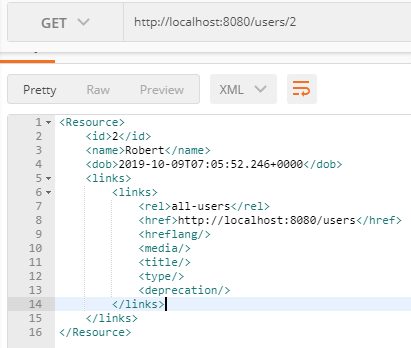 GET http://localhost:8080/users/2
Pretty Raw Preview XML
1 <Resource>
2 <id>2</id>
3 <name>Robert</name>
4 <dob>2019-10-09T07:05:52.246+0000</dob>
5 <links>
6 <links>
7 <rel>all-users</rel>
8 <href>http://localhost:8080/users</href>
9 <hreflang/>
10 <media/>
11 <title/>
12 <type/>
13 <deprecation/>
14 </links>
15 </links>
16 </Resource>